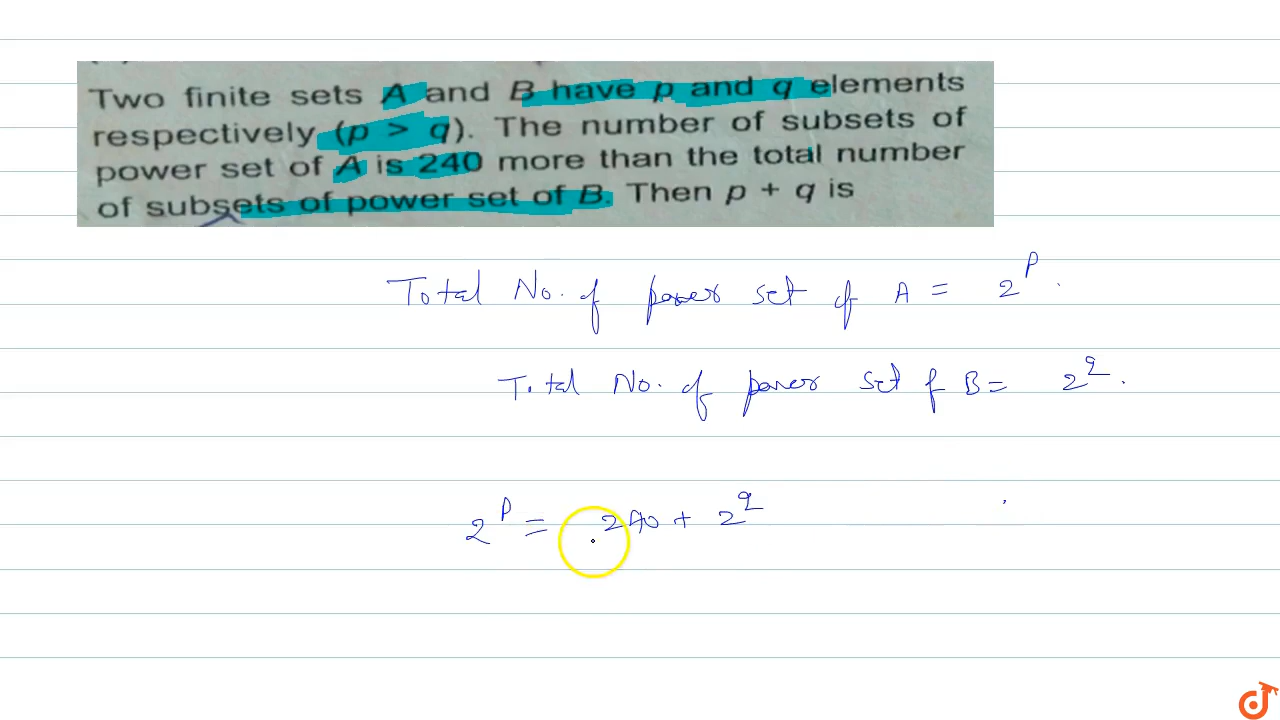 Two finite sets A and B have p and q elements
respectively (p > q). The number of subsets of
power set of A is 240 more than the total number
of subsets of power set of B. Then p + q is
Total No. of power set of A = 2^p.
Total No. of power set of B = 2^q.
2^p = 240 + 2^q